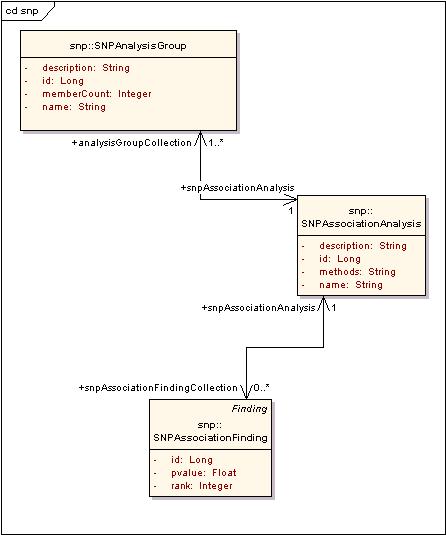 cd snp
snp::SNPAnalysisGroup
- description: String
- id: Long
- memberCount: Integer
- name: String
+analysisGroupCollection 1..*
+snpAssociationAnalysis
1
snp::
SNPAssociationAnalysis
- description: String
- id: Long
- methods: String
- name: String
+snpAssociationAnalysis 1
+snpAssociationFindingCollection 0..*
Finding
snp::
SNPAssociationFinding
- id: Long
- pvalue: Float
- rank: Integer